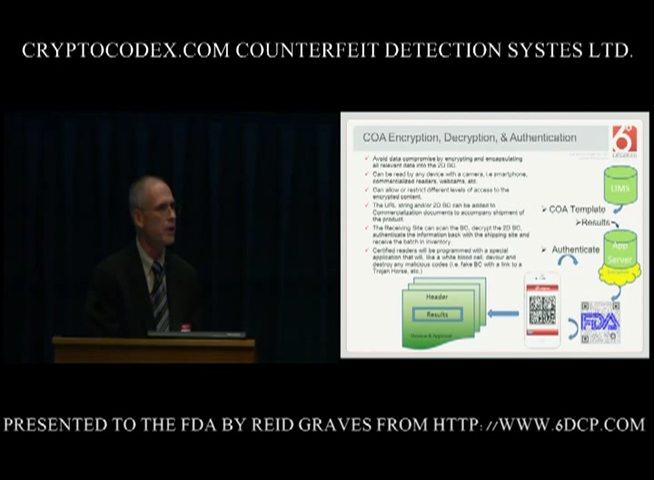 CRYPTOCODEX.COM COUNTERFEIT DETECTION SYSTES LTD.
COA Encryption, Decryption, & Authentication
6°
DEGREES
Avoid data compromise by encrypting and encapsulating
all relevant data into the 2D BC.
Can be read by any device with a camera, i.e smartphone,
commercialized readers, webcams, etc.
Can allow or restrict different levels of access to the
encrypted content.
The URL string and/or 2D BC can be added to
Commercialization documents to accompany shipment of
the product.
The Receiving Site can scan the BC, decrypt the 2D BC,
authenticate the information back with the shipping site and
receive the batch in inventory.
Certified readers will be programmed with a special
application that will, like a white blood cell, devour and
destroy any malicious codes (i.e. fake BC with a link to a
Trojan Horse, etc.)
LIMS
COA Template
Results
App
Server
Authenticate
Header
Results
Review & Approval
FDA
PRESENTED TO THE FDA BY REID GRAVES FROM HTTP://WWW.6DCP.COM